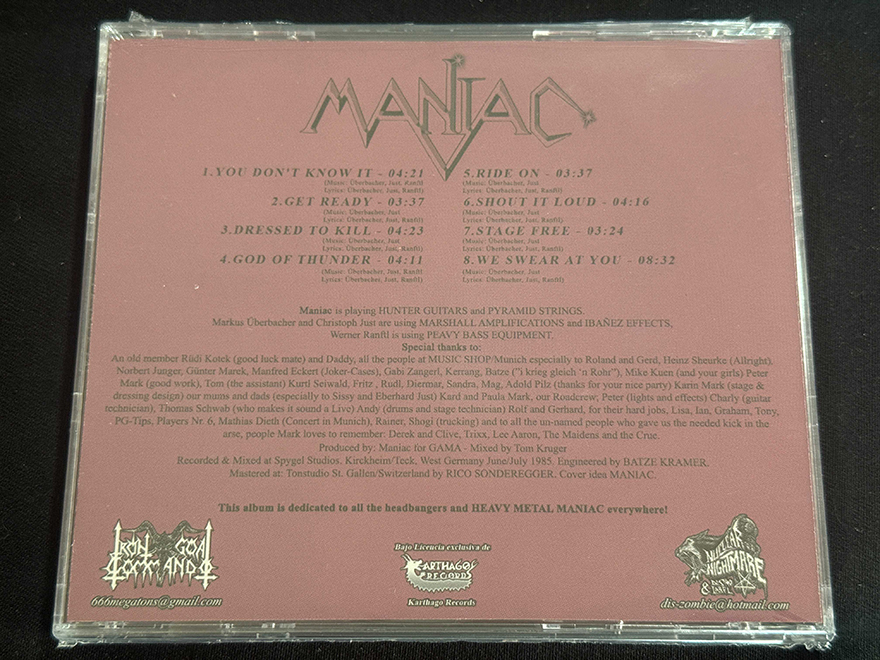 MANIAC
1.YOU DON'T KNOW IT - 04:21
(Music: Überbacher, Just, Ranftl
Lyrics: Überbacher, Just, Ranftl)
2.GET READY - 03:37
(Music: Überbacher, Just
Lyrics: Überbacher, Just, Ranftl)
3.DRESSED TO KILL - 04:23
(Music: Überbacher, Just
Lyrics: Überbacher, Just, Ranftl)
4.GOD OF THUNDER - 04:11
(Music: Überbacher, Just, Ranftl
Lyrics: Überbacher, Just, Ranftl)
5.RIDE ON - 03:37
(Music: Überbacher, Just
Lyrics: Überbacher, Just, Ranftl)
6.SHOUT IT LOUD - 04:16
(Music: Überbacher, Just
Lyrics: Überbacher, Just, Ranftl)
7.STAGE FREE - 03:24
(Music: Überbacher, Just
Lyrics: Überbacher, Just, Ranftl)
8.WE SWEAR AT YOU - 08:32
(Music: Überbacher, Just
Lyrics: Überbacher, Just, Ranftl)
Maniac is playing HUNTER GUITARS and PYRAMID STRINGS.
Markus Überbacher and Christoph Just are using MARSHALL AMPLIFICATIONS and IBAÑEZ EFFECTS,
Werner Ranftl is using PEAVY BASS EQUIPMENT,
Special thanks to:
An old member Rüdi Kotek (good luck mate) and Daddy, all the people at MUSIC SHOP/Munich especially to Roland and Gerd, Heinz Sheurke (Allright),
Norbert Junger, Günter Marek, Manfred Eckert (Joker-Cases), Gabi Zangerl, Kerrang, Batze ("i krieg gleich 'n Rohr"), Mike Kuen (and your girls) Peter
Mark (good work), Tom (the assistant) Kurtl Seiwald, Fritz , Rudl, Diermar, Sandra, Mag, Adold Pilz (thanks for your nice party) Karin Mark (stage &
dressing design) our mums and dads (especially to Sissy and Eberhard Just) Kard and Paula Mark, our Roudcrew; Peter (lights and effects) Charly (guitar
technician), Thomas Schwab (who makes it sound a Live) Andy (drums and stage technician) Rolf and Gerhard, for their hard jobs, Lisa, Ian, Graham, Tony,
PG-Tips, Players Nr. 6, Mathias Dieth (Concert in Munich), Rainer, Shogi (trucking) and to all the un-named people who gave us the needed kick in the
arse, people Mark loves to remember: Derek and Clive, Trixx, Lee Aaron, The Maidens and the Crue.
Produced by: Maniac for GAMA - Mixed by Tom Kruger
Recorded & Mixed at Spygel Studios. Kirckheim/Teck, West Germany June/July 1985. Engineered by BATZE KRAMER.
Mastered at: Tonstudio St. Gallen/Switzerland by RICO SONDEREGGER. Cover idea MANIAC.
This album is dedicated to all the headbangers and HEAVY METAL MANIAC everywhere!
IRON GOAT
COMMANDO
666megatons@gmail.com
Bajo Licencia exclusiva de
KARTHAGO
RECORDS
Karthago Records
NUCLEAR
NIGHTMARE
& DISTRO
LABEL
dis-zombie@hotmail.com